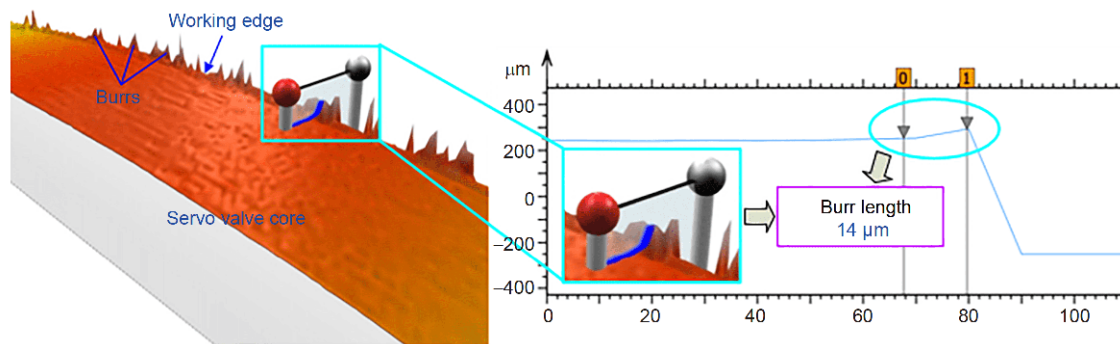 Working edge
Burrs
Servo valve core
µm
0 1
400
200
0
−200
−400
Burr length
14 µm
0 20 40 60 80 100